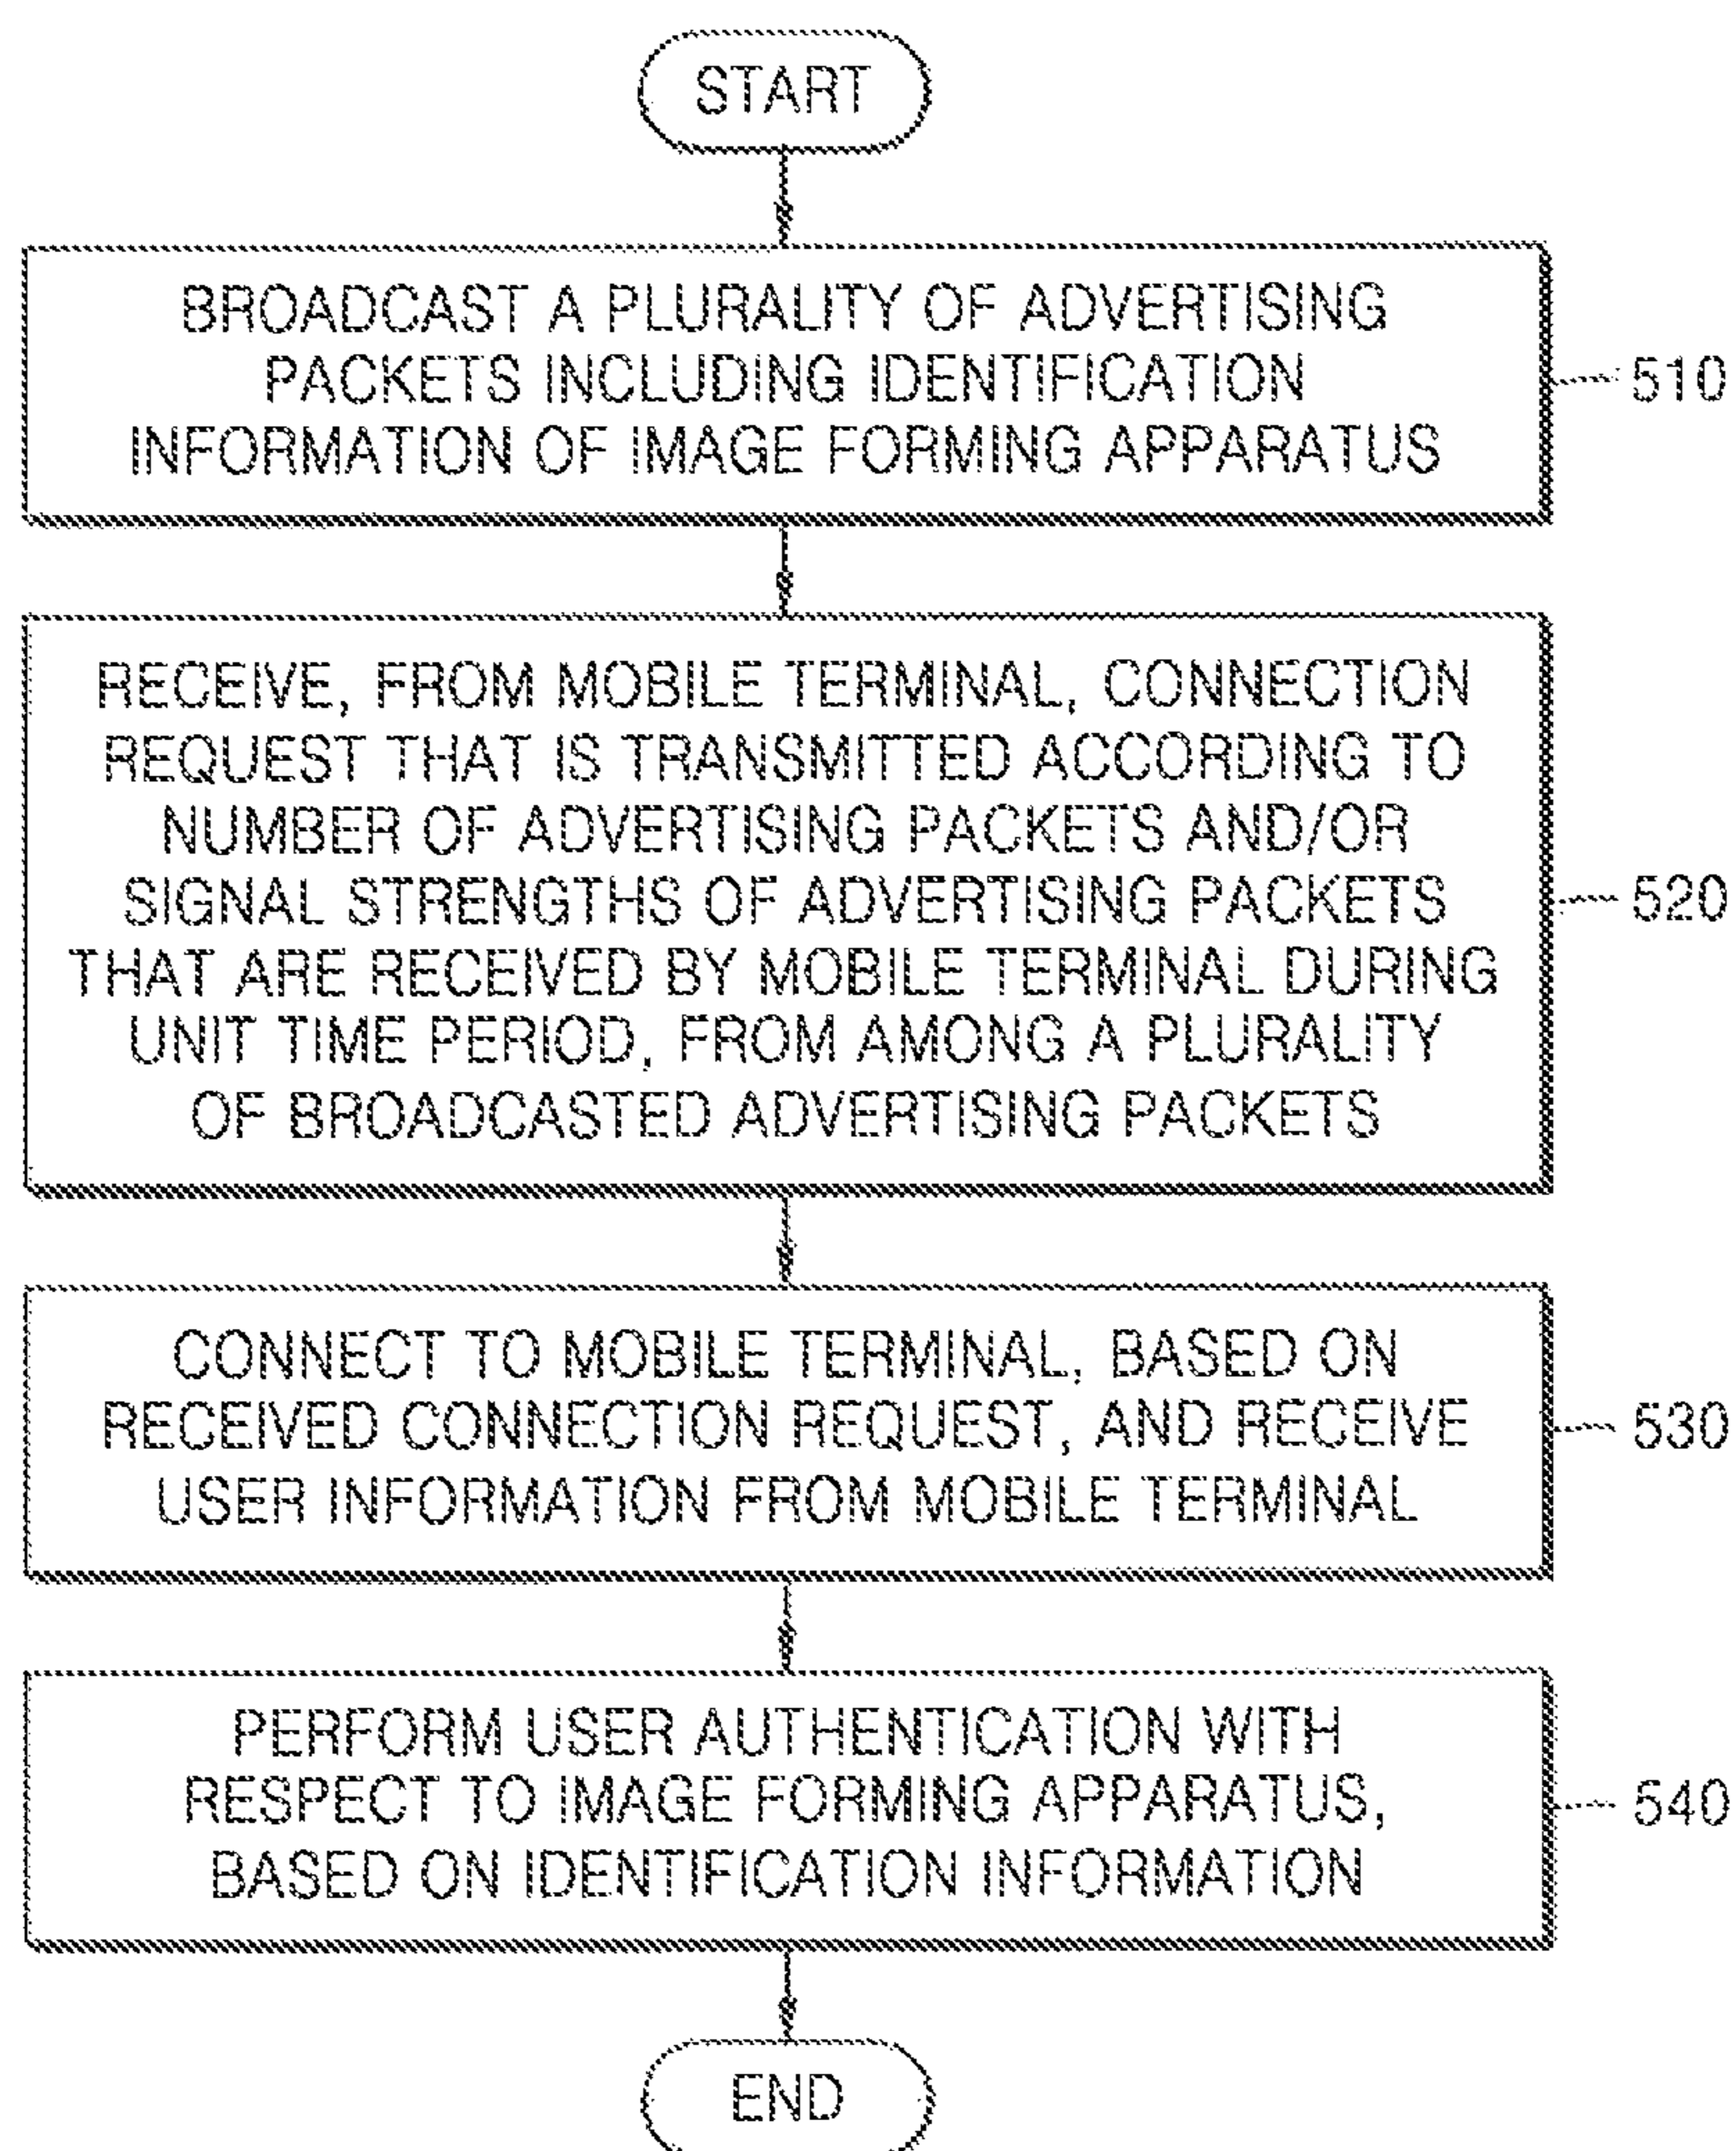 START
BROADCAST A PLURALITY OF ADVERTISING
PACKETS INCLUDING IDENTIFICATION
INFORMATION OF IMAGE FORMING APPARATUS
510
RECEIVE, FROM MOBILE TERMINAL, CONNECTION
REQUEST THAT IS TRANSMITTED ACCORDING TO
NUMBER OF ADVERTISING PACKETS AND/OR
SIGNAL STRENGTHS OF ADVERTISING PACKETS
THAT ARE RECEIVED BY MOBILE TERMINAL DURING
UNIT TIME PERIOD, FROM AMONG A PLURALITY
OF BROADCASTED ADVERTISING PACKETS
520
CONNECT TO MOBILE TERMINAL, BASED ON
RECEIVED CONNECTION REQUEST, AND RECEIVE
USER INFORMATION FROM MOBILE TERMINAL
530
PERFORM USER AUTHENTICATION WITH
RESPECT TO IMAGE FORMING APPARATUS,
BASED ON IDENTIFICATION INFORMATION
540
END